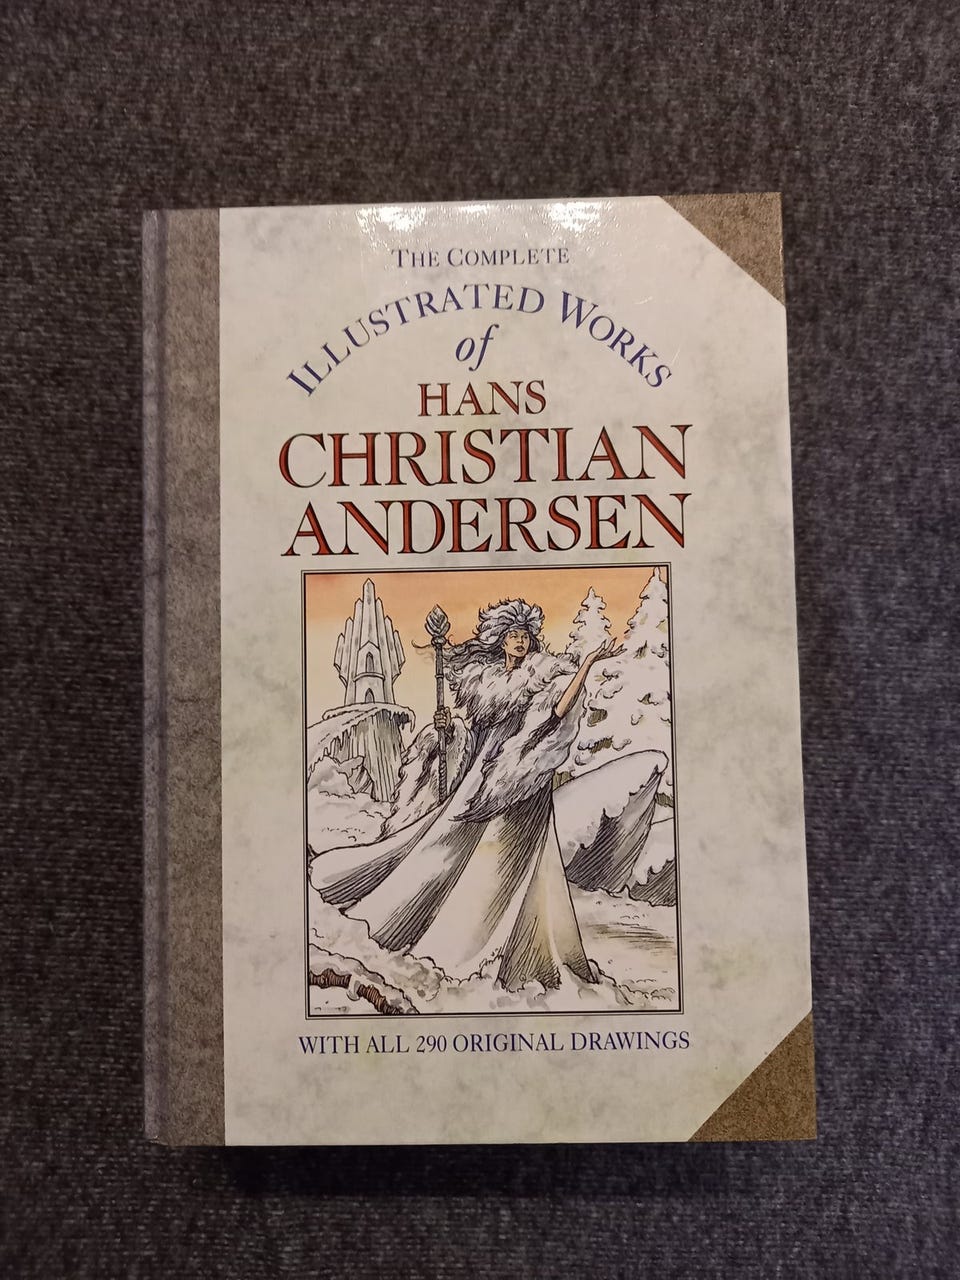 The Complete
Illustrated Works
of
HANS
CHRISTIAN
ANDERSEN
WITH ALL 290 ORIGINAL DRAWINGS